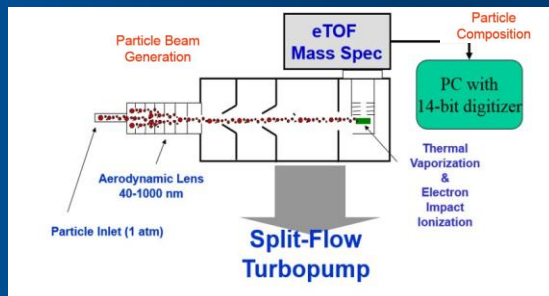 Particle Beam
Generation
eTOF
Mass Spec
Particle
Composition
PC with
14-bit digitizer
Aerodynamic Lens
40-1000 nm
Particle Inlet (1 atm)
Thermal
Vaporization
&
Electron
Impact
Ionization
Split-Flow
Turbopump